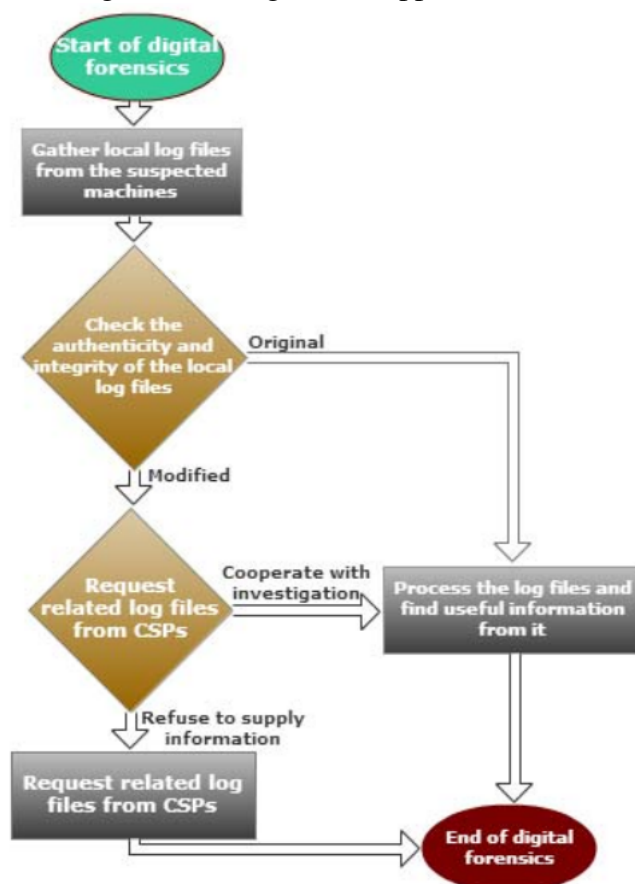 Start of digital
forensics
Gather local log files
from the suspected
machines
Check the
authenticity and
integrity of the local
log files
Original
Modified
Request
related log files
from CSPs
Cooperate with
investigation
Process the log files and
find useful information
from it
Refuse to supply
information
Request related log
files from CSPs
End of digital
forensics